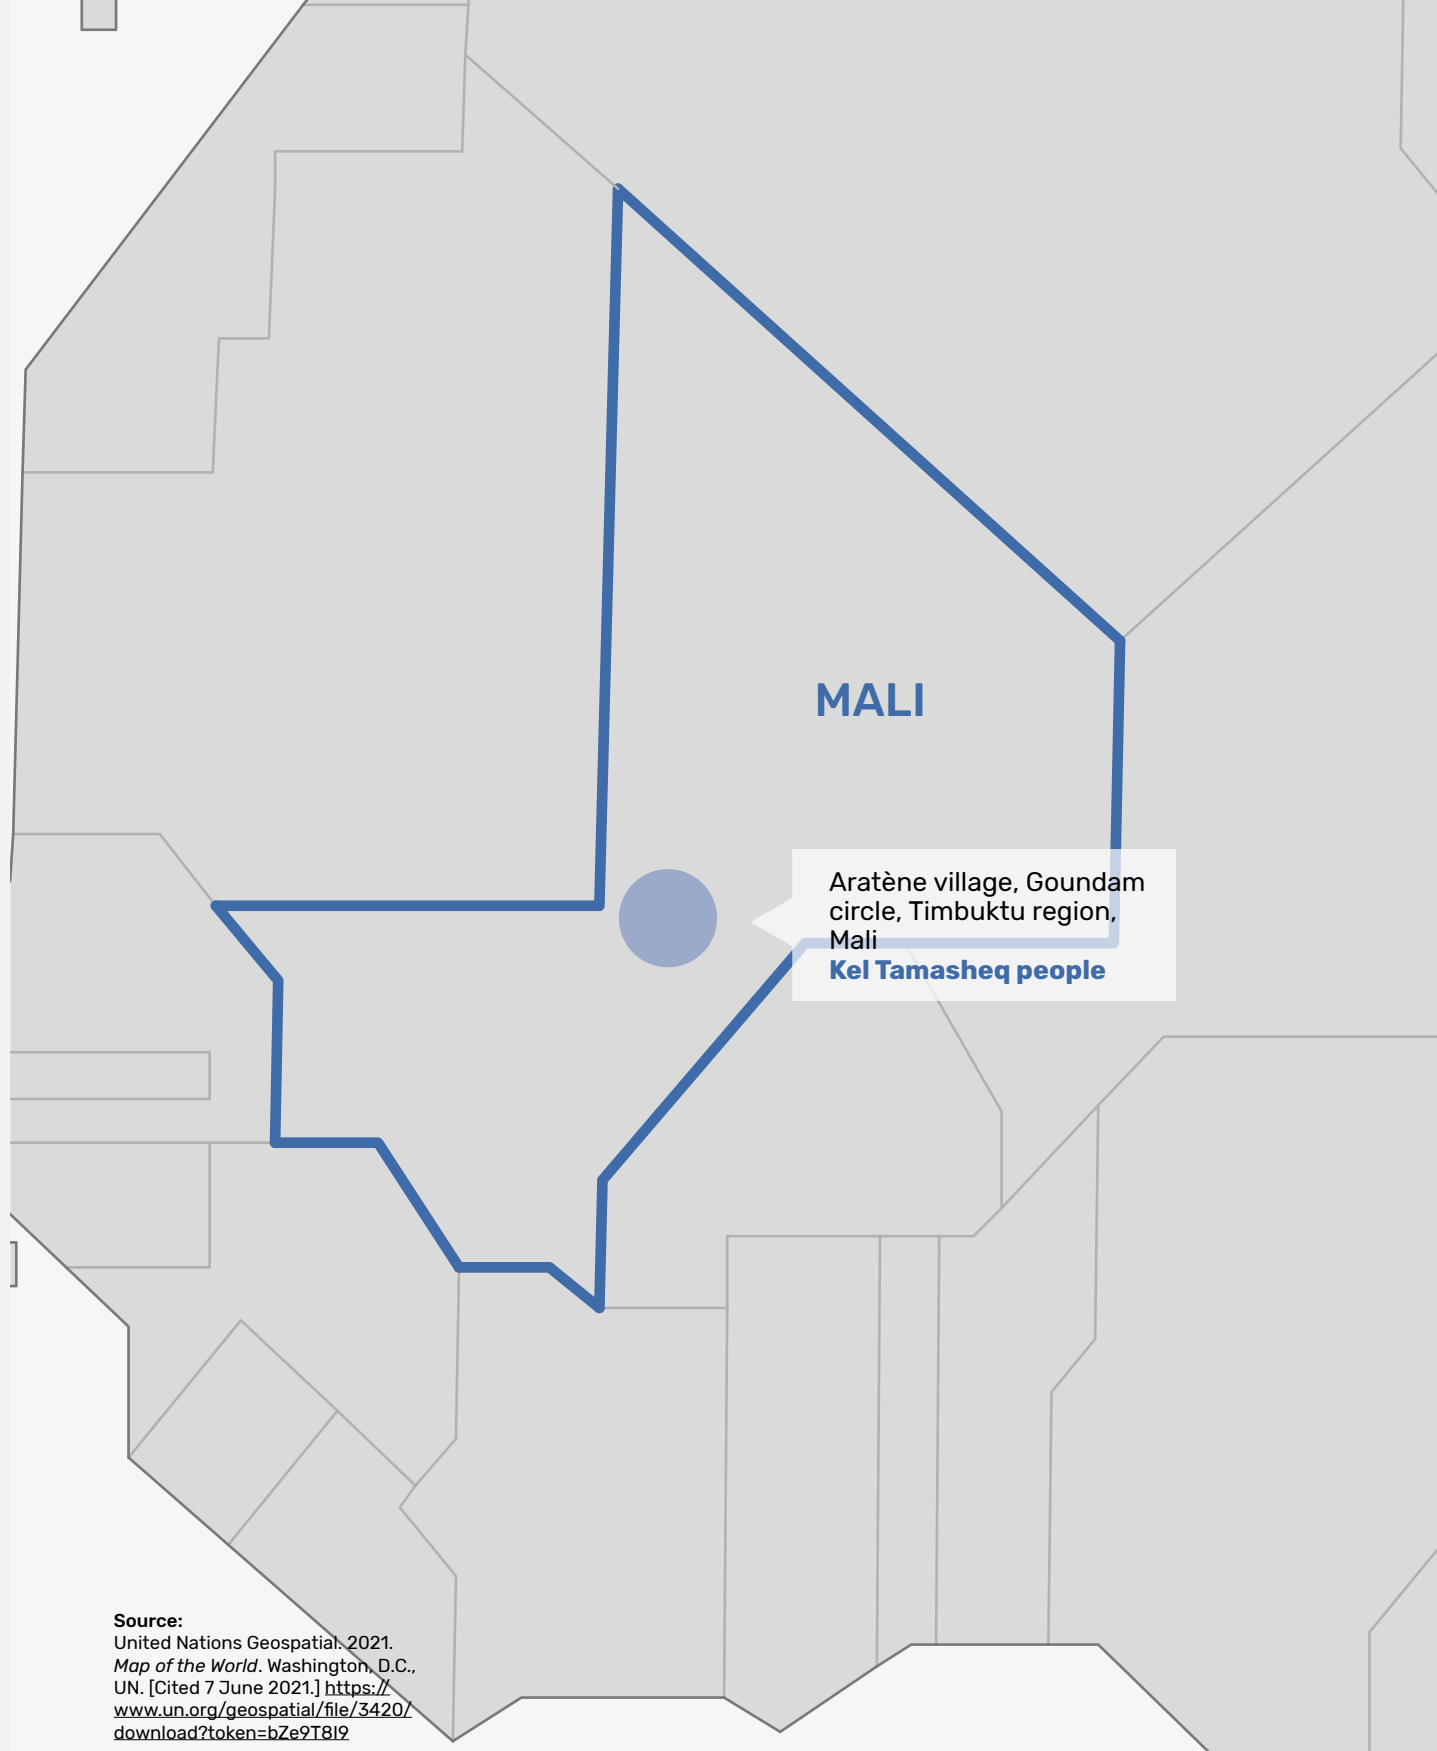 MALI
Aratène village, Goundam
circle, Timbuktu region,
Mali
Kel Tamasheq people
Source:
United Nations Geospatial. 2021.
Map of the World. Washington, D.C.,
UN. [Cited 7 June 2021.] https://
www.un.org/geospatial/file/3420/
download?token=bZe9T8I9